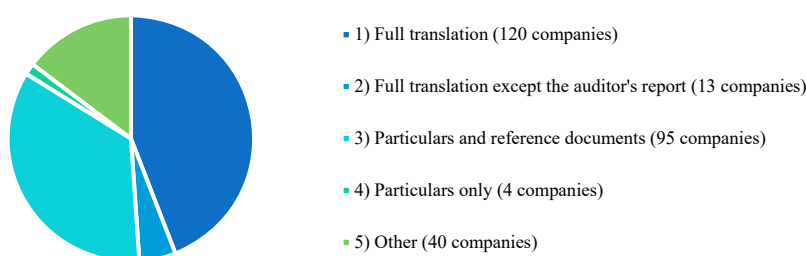 1) Full translation (120 companies)
2) Full translation except the auditor's report (13 companies)
3) Particulars and reference documents (95 companies)
4) Particulars only (4 companies)
5) Other (40 companies)